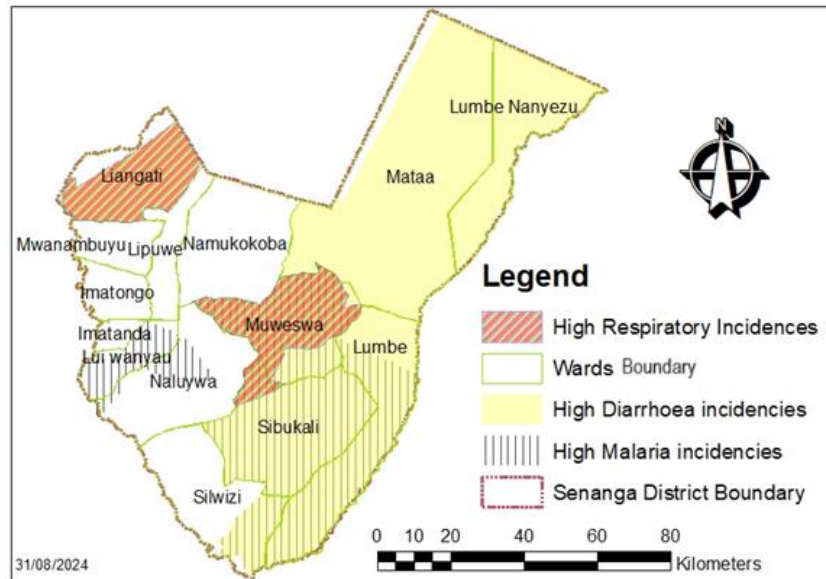 Lumbe Nanyezu
N
Liangati
Mataa
Mwanambuyu
Lipuwe
Namukokoba
Imatongo
Muweswa
Imatanda
Lui wanyau
Lumbe
Naluywa
Sibukali
Silwizi
Legend
High Respiratory Incidences
Wards Boundary
High Diarrhoea incidencies
High Malaria incidencies
Senanga District Boundary
0 10 20 40 60 80
Kilometers
31/08/2024